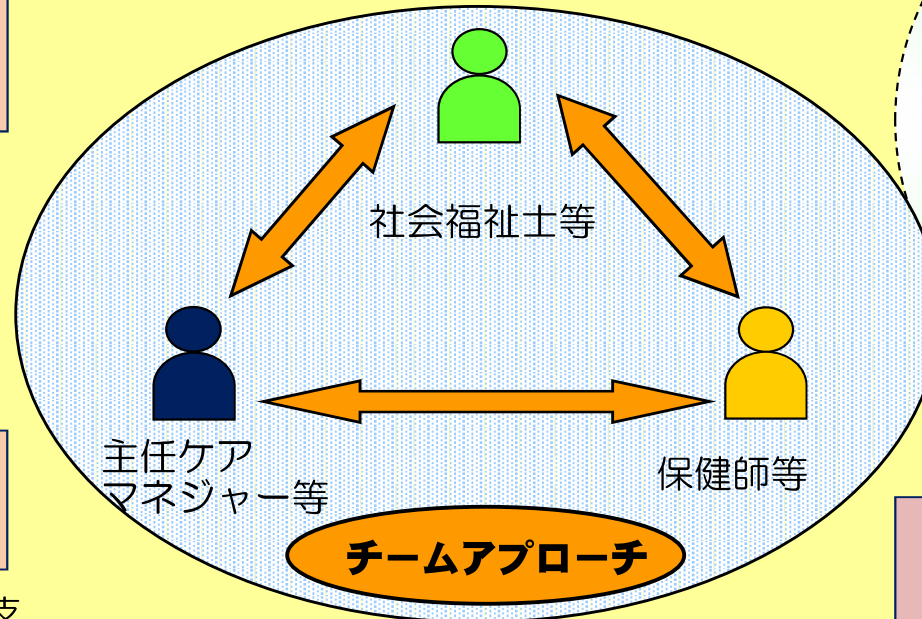 社会福祉士等
主任ケア
マネジャー等
保健師等
チームアプローチ
支